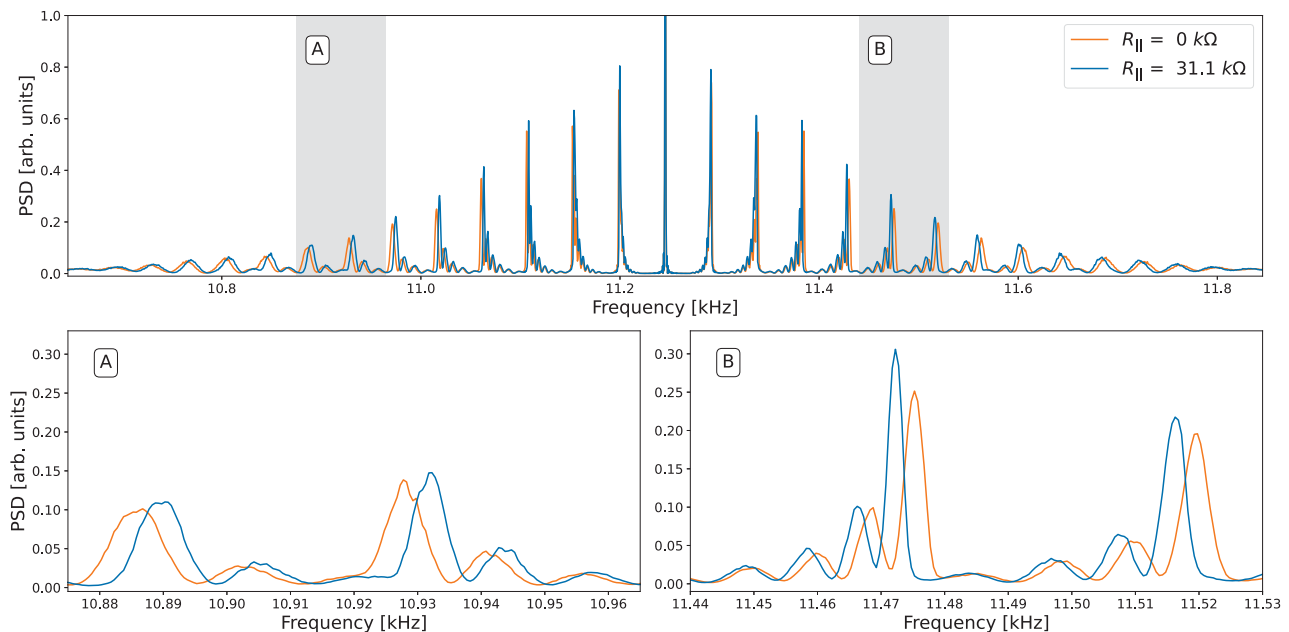 1.0
0.8
0.6
0.4
0.2
0.0
PSD [arb. units]
A
B
R|| = 0 kΩ
R|| = 31.1 kΩ
10.8 11.0 11.2 11.4 11.6 11.8
Frequency [kHz]
0.30
0.25
0.20
0.15
0.10
0.05
0.00
PSD [arb. units]
A
10.88 10.89 10.90 10.91 10.92 10.93 10.94 10.95 10.96
Frequency [kHz]
0.30
0.25
0.20
0.15
0.10
0.05
0.00
B
11.44 11.45 11.46 11.47 11.48 11.49 11.50 11.51 11.52 11.53
Frequency [kHz]